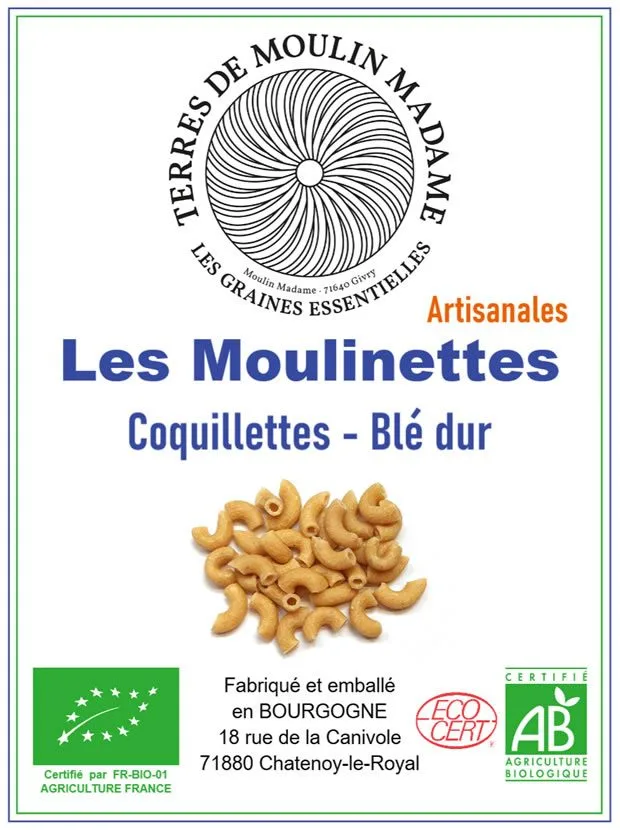 TERRES DE MOULIN MADAME
Moulin Madame - 71640 Givry
LES GRAINES ESSENTIELLES
Artisanales
Les Moulinettes
Coquillettes - Blé dur
Certifié par FR-BIO-01
AGRICULTURE FRANCE
Fabriqué et emballé
en BOURGOGNE
18 rue de la Canivole
71880 Chatenoy-le-Royal
ECO
CERT
CERTIFIÉ
AB
AGRICULTURE
BIOLOGIQUE